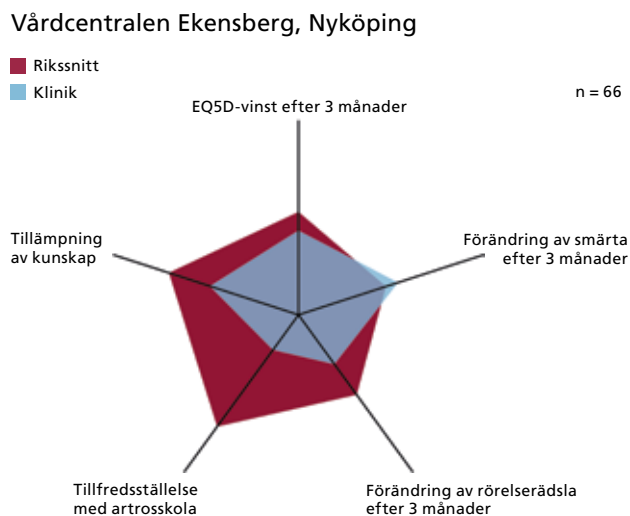 Vårdcentralen Ekensberg, Nyköping
Rikssnitt
Klinik
n = 66
EQ5D-vinst efter 3 månader
Tillämpning
av kunskap
Förändring av smärta
efter 3 månader
Tillfredsställelse
med artrosskola
Förändring av rörelserädsla
efter 3 månader